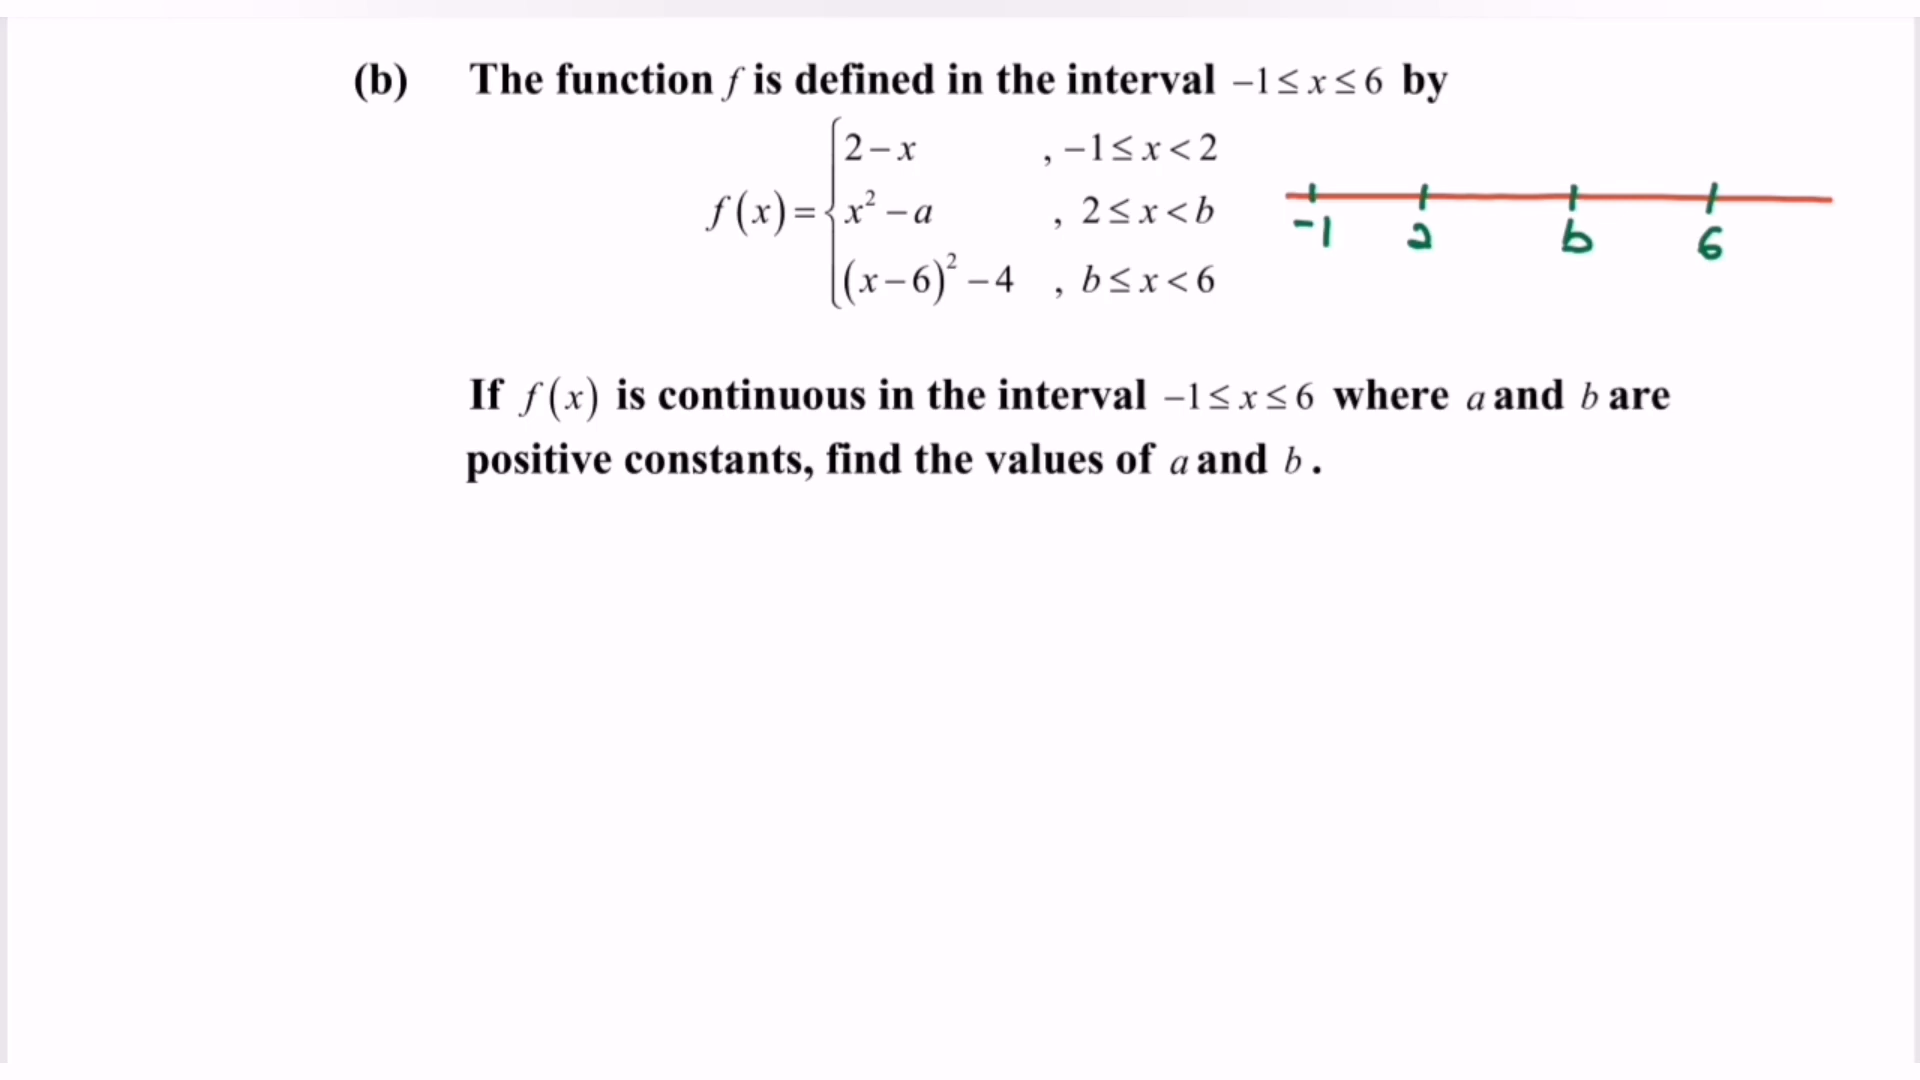 (b) The function f is defined in the interval −1 ≤ x ≤ 6 by
f(x) = { 2 − x , −1 ≤ x < 2
x² − a , 2 ≤ x < b
(x − 6)² − 4 , b ≤ x < 6
-1 2 b 6
If f(x) is continuous in the interval −1 ≤ x ≤ 6 where a and b are
positive constants, find the values of a and b.